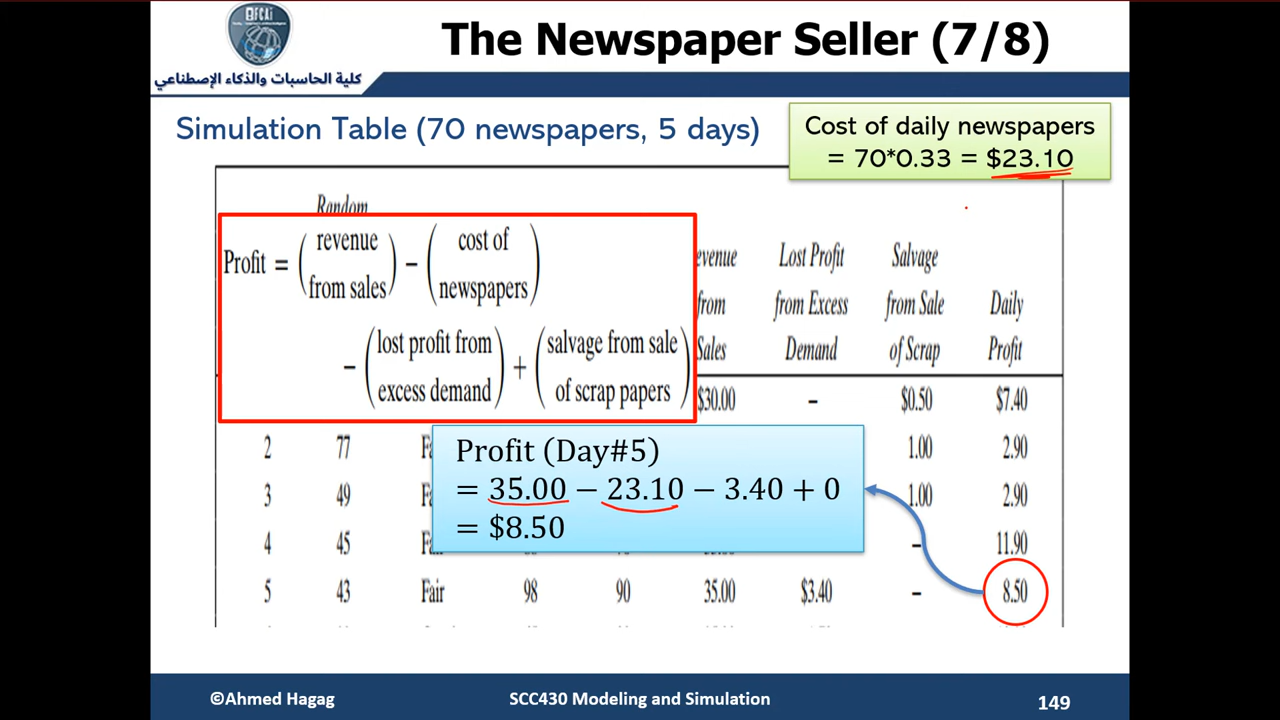 FCAi
The Newspaper Seller (7/8)
كلية الحاسبات والذكاء الإصطناعي
Simulation Table (70 newspapers, 5 days)
Cost of daily newspapers
= 70*0.33 = $23.10
Random
Profit = (revenue from sales) − (cost of newspapers)
− (lost profit from excess demand) + (salvage from sale of scrap papers)
evenue from Sales
Lost Profit from Excess Demand
Salvage from Sale of Scrap
Daily Profit
$30.00 – $0.50 $7.40
2 77 Fa 1.00 2.90
3 49 Fa 1.00 2.90
4 45 Fa – 11.90
5 43 Fair 98 90 35.00 $3.40 – 8.50
Profit (Day#5)
= 35.00 − 23.10 − 3.40 + 0
= $8.50
©Ahmed Hagag
SCC430 Modeling and Simulation
149